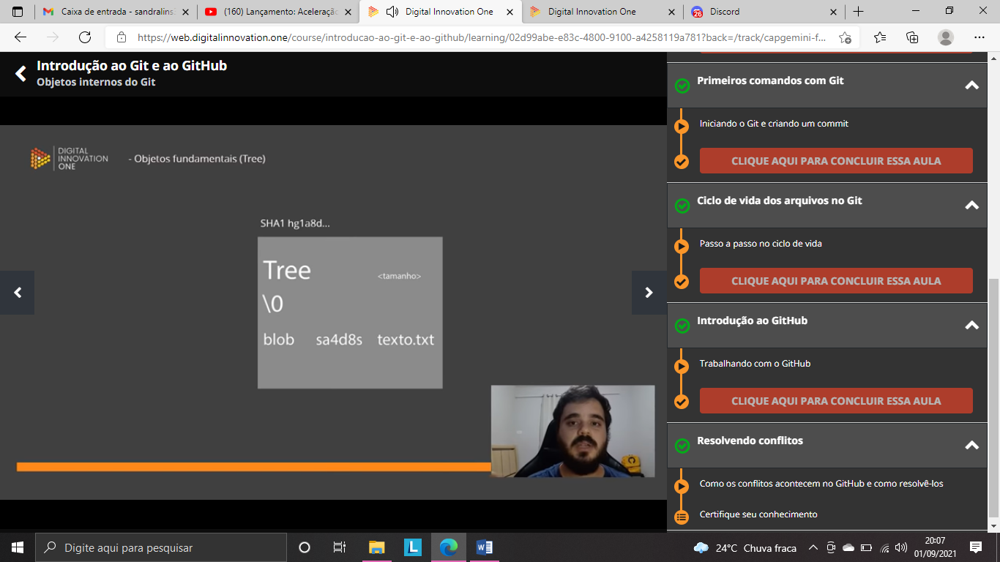 Caixa de entrada - sandralins
(160) Lançamento: Aceleração
Digital Innovation One
Digital Innovation One
26
Discord
https://web.digitalinnovation.one/course/introducao-ao-git-e-ao-github/learning/02d99abe-e83c-4800-9100-a4258119a781?back=/track/capgemini-f...
Introdução ao Git e ao GitHub
Objetos internos do Git
DIGITAL
INNOVATION
ONE
- Objetos fundamentais (Tree)
SHA1 hg1a8d...
Tree <tamanho>
\0
blob sa4d8s texto.txt
Primeiros comandos com Git
Iniciando o Git e criando um commit
CLIQUE AQUI PARA CONCLUIR ESSA AULA
Ciclo de vida dos arquivos no Git
Passo a passo no ciclo de vida
CLIQUE AQUI PARA CONCLUIR ESSA AULA
Introdução ao GitHub
Trabalhando com o GitHub
CLIQUE AQUI PARA CONCLUIR ESSA AULA
Resolvendo conflitos
Como os conflitos acontecem no GitHub e como resolvê-los
Certifique seu conhecimento
Digite aqui para pesquisar
L
W
24°C Chuva fraca
20:07
01/09/2021